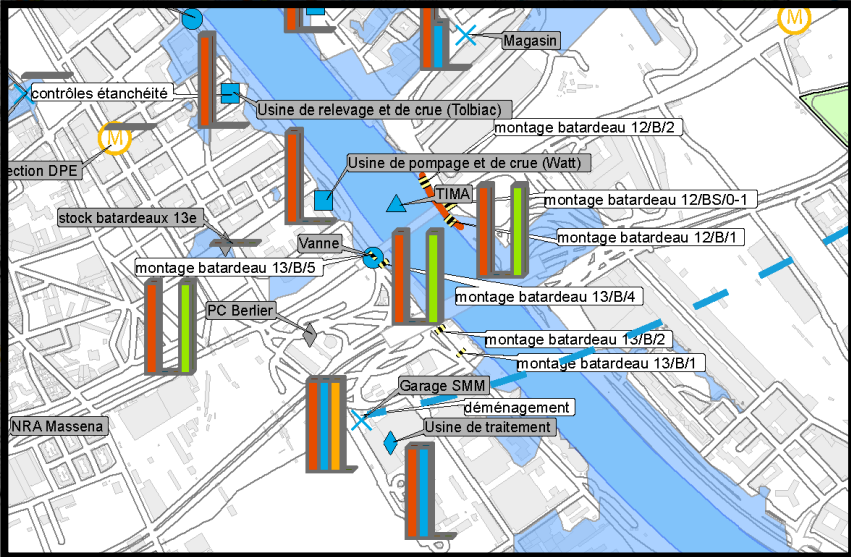 M
Magasin
contrôles étanchéité
Usine de relevage et de crue (Tolbiac)
montage batardeau 12/B/2
M
ection DPE
Usine de pompage et de crue (Watt)
TIMA
montage batardeau 12/BS/0-1
stock batardeaux 13e
montage batardeau 12/B/1
Vanne
montage batardeau 13/B/5
montage batardeau 13/B/4
PC Berlier
montage batardeau 13/B/2
montage batardeau 13/B/1
Garage SMM
déménagement
NRA Massena
Usine de traitement